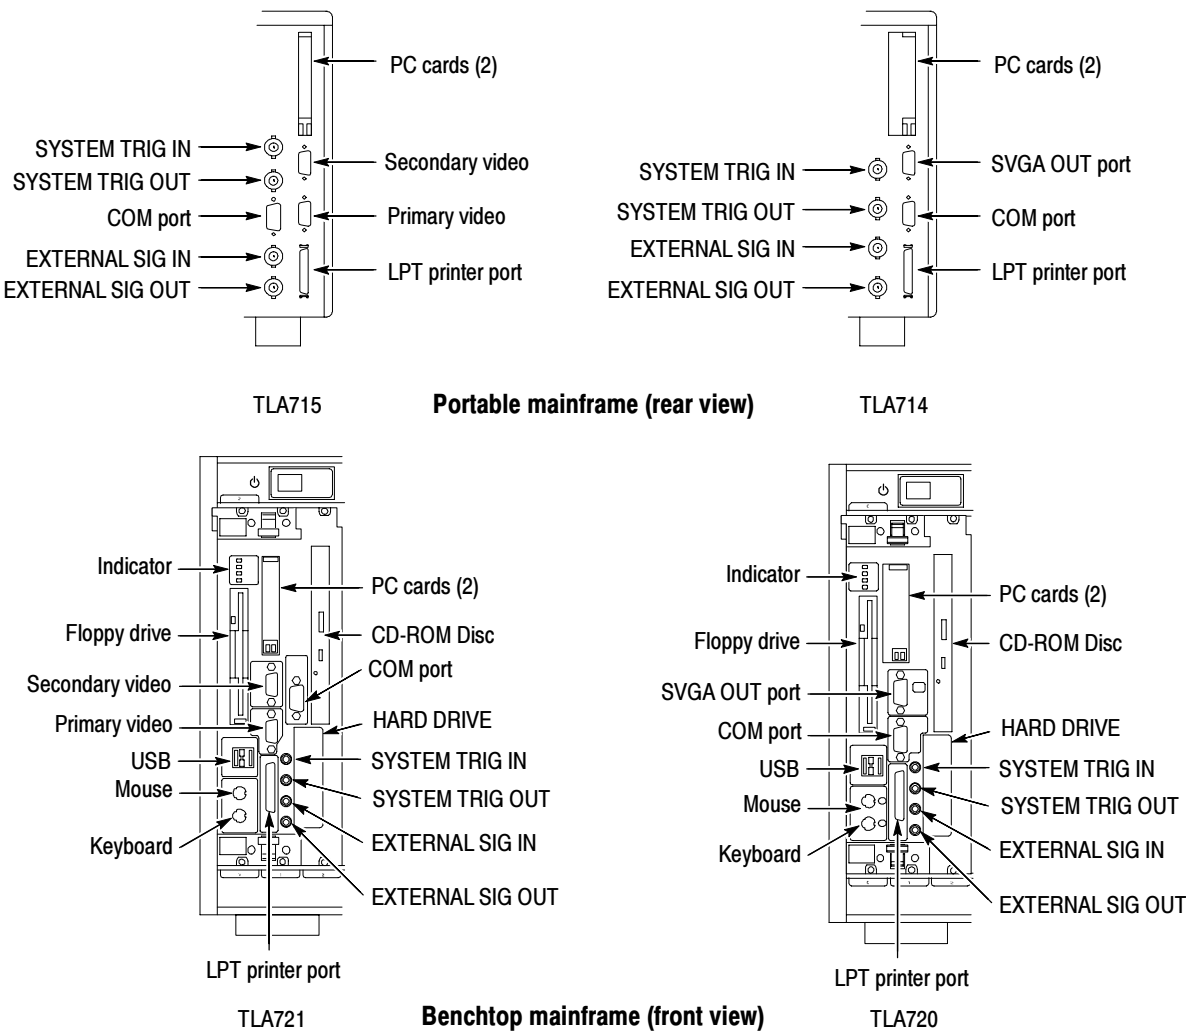 PC cards (2)
SYSTEM TRIG IN
Secondary video
SYSTEM TRIG OUT
COM port
Primary video
EXTERNAL SIG IN
LPT printer port
EXTERNAL SIG OUT
PC cards (2)
SVGA OUT port
SYSTEM TRIG IN
SYSTEM TRIG OUT
COM port
EXTERNAL SIG IN
LPT printer port
EXTERNAL SIG OUT
TLA715
Portable mainframe (rear view)
TLA714
Indicator
PC cards (2)
Floppy drive
CD-ROM Disc
COM port
Secondary video
Primary video
HARD DRIVE
USB
SYSTEM TRIG IN
Mouse
SYSTEM TRIG OUT
Keyboard
EXTERNAL SIG IN
EXTERNAL SIG OUT
LPT printer port
Indicator
PC cards (2)
Floppy drive
CD-ROM Disc
SVGA OUT port
COM port
HARD DRIVE
USB
SYSTEM TRIG IN
Mouse
SYSTEM TRIG OUT
Keyboard
EXTERNAL SIG IN
EXTERNAL SIG OUT
LPT printer port
TLA721
Benchtop mainframe (front view)
TLA720